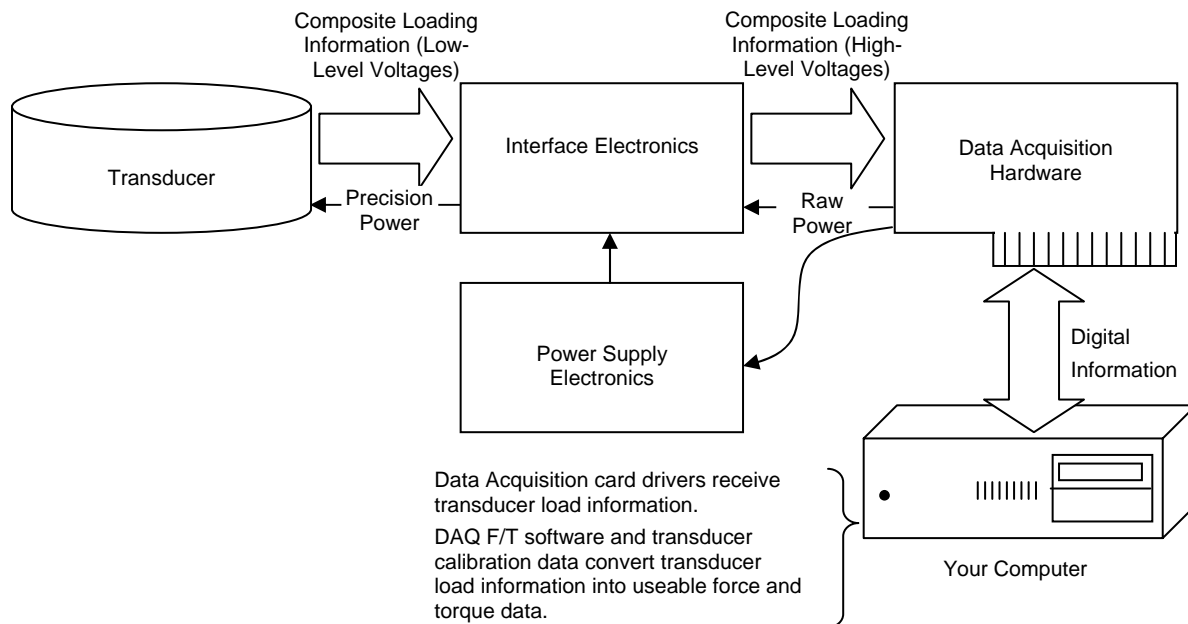 Composite Loading
Information (Low-
Level Voltages)
Composite Loading
Information (High-
Level Voltages)
Transducer
Interface Electronics
Data Acquisition
Hardware
Precision
Power
Raw
Power
Power Supply
Electronics
Digital
Information
Data Acquisition card drivers receive
transducer load information.
DAQ F/T software and transducer
calibration data convert transducer
load information into useable force and
torque data.
Your Computer